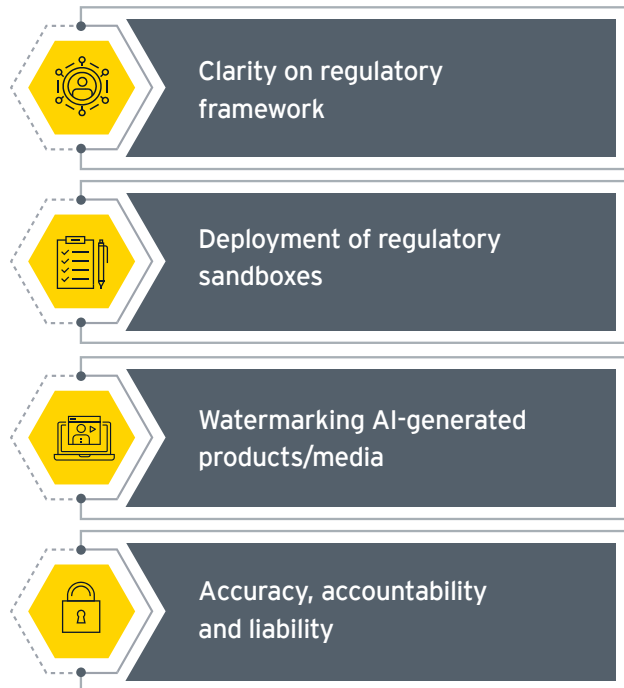 Clarity on regulatory
framework
Deployment of regulatory
sandboxes
Watermarking AI-generated
products/media
Accuracy, accountability
and liability